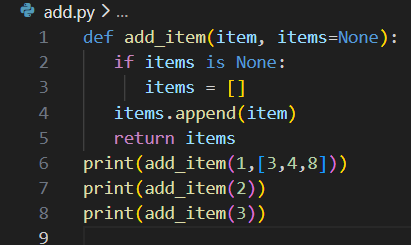 add.py > ...
1 def add_item(item, items=None):
2     if items is None:
3         items = []
4     items.append(item)
5     return items
6 print(add_item(1,[3,4,8]))
7 print(add_item(2))
8 print(add_item(3))
9